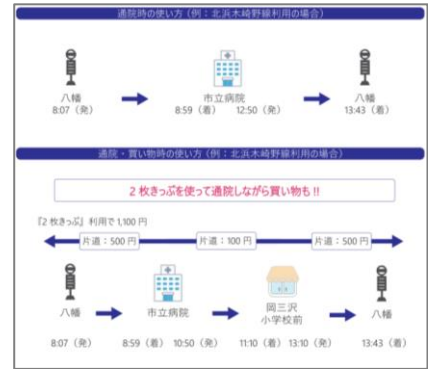 通院時の使い方（例：北浜木崎野線利用の場合）
八幡 市立病院 八幡
8:07（発） 8:59（着） 12:50（発） 13:43（着）
通院・買い物時の使い方（例：北浜木崎野線利用の場合）
2 枚きっぷを使って通院しながら買い物も !!
『2 枚きっぷ』利用で 1,100 円
片道：500 円 片道：100 円 片道：500 円
八幡 市立病院 岡三沢 八幡
小学校前
8:07（発） 8:59（着） 10:50（発） 11:10（着） 13:10（発） 13:43（着）